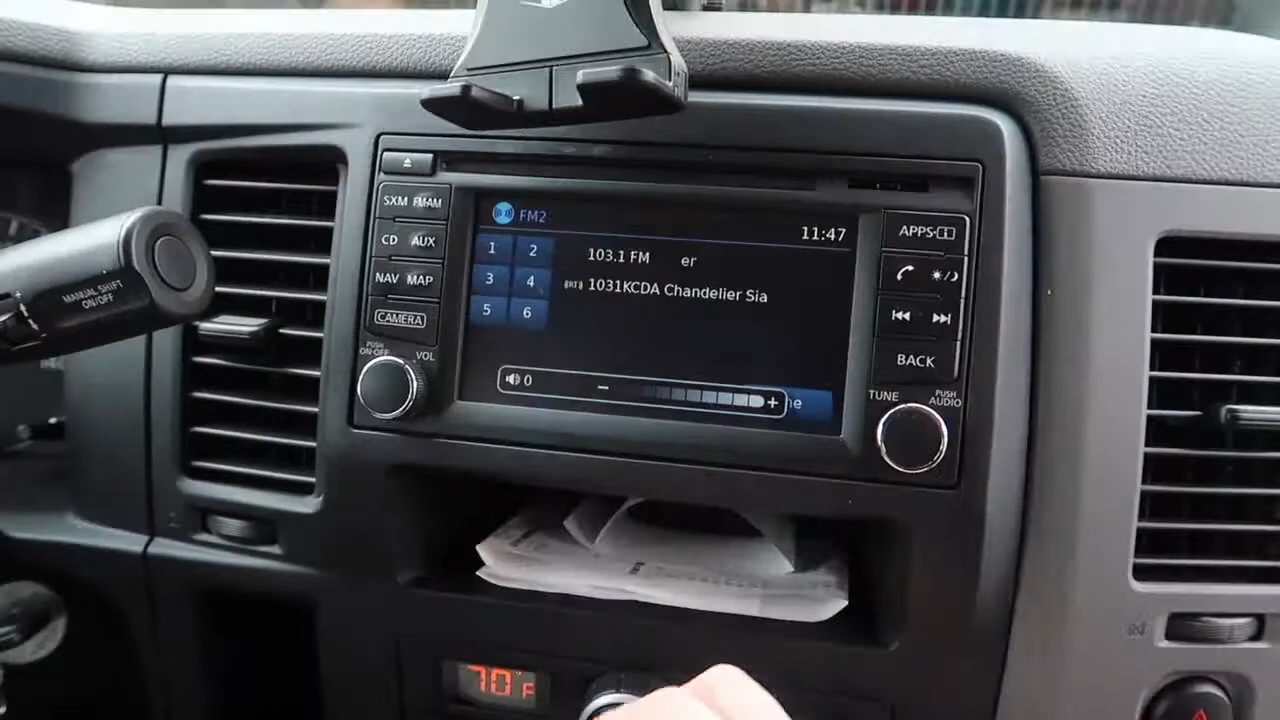 SXM FM·AM
CD AUX
NAV MAP
CAMERA
PUSH
ON·OFF
VOL
FM2
11:47
1 2
3 4
5 6
103.1 FM er
1031KCDA Chandelier Sia
0 − +
ne
APPS·i
BACK
TUNE
PUSH
AUDIO
MANUAL SHIFT
ON/OFF
70°F